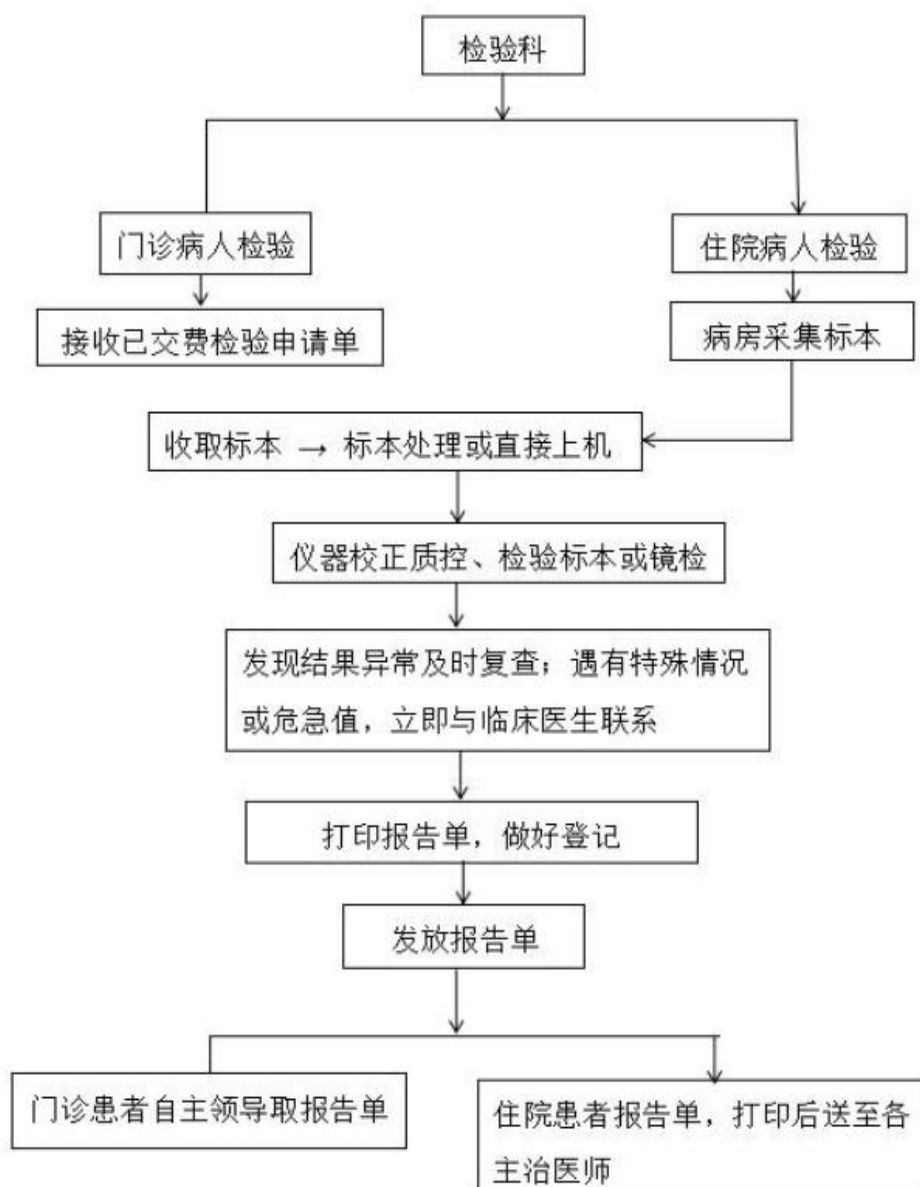 检验科
门诊病人检验
住院病人检验
接收已交费检验申请单
病房采集标本
收取标本 → 标本处理或直接上机
仪器校正质控、检验标本或镜检
发现结果异常及时复查；遇有特殊情况
或危急值，立即与临床医生联系
打印报告单，做好登记
发放报告单
门诊患者自主领导取报告单
住院患者报告单，打印后送至各
主治医师